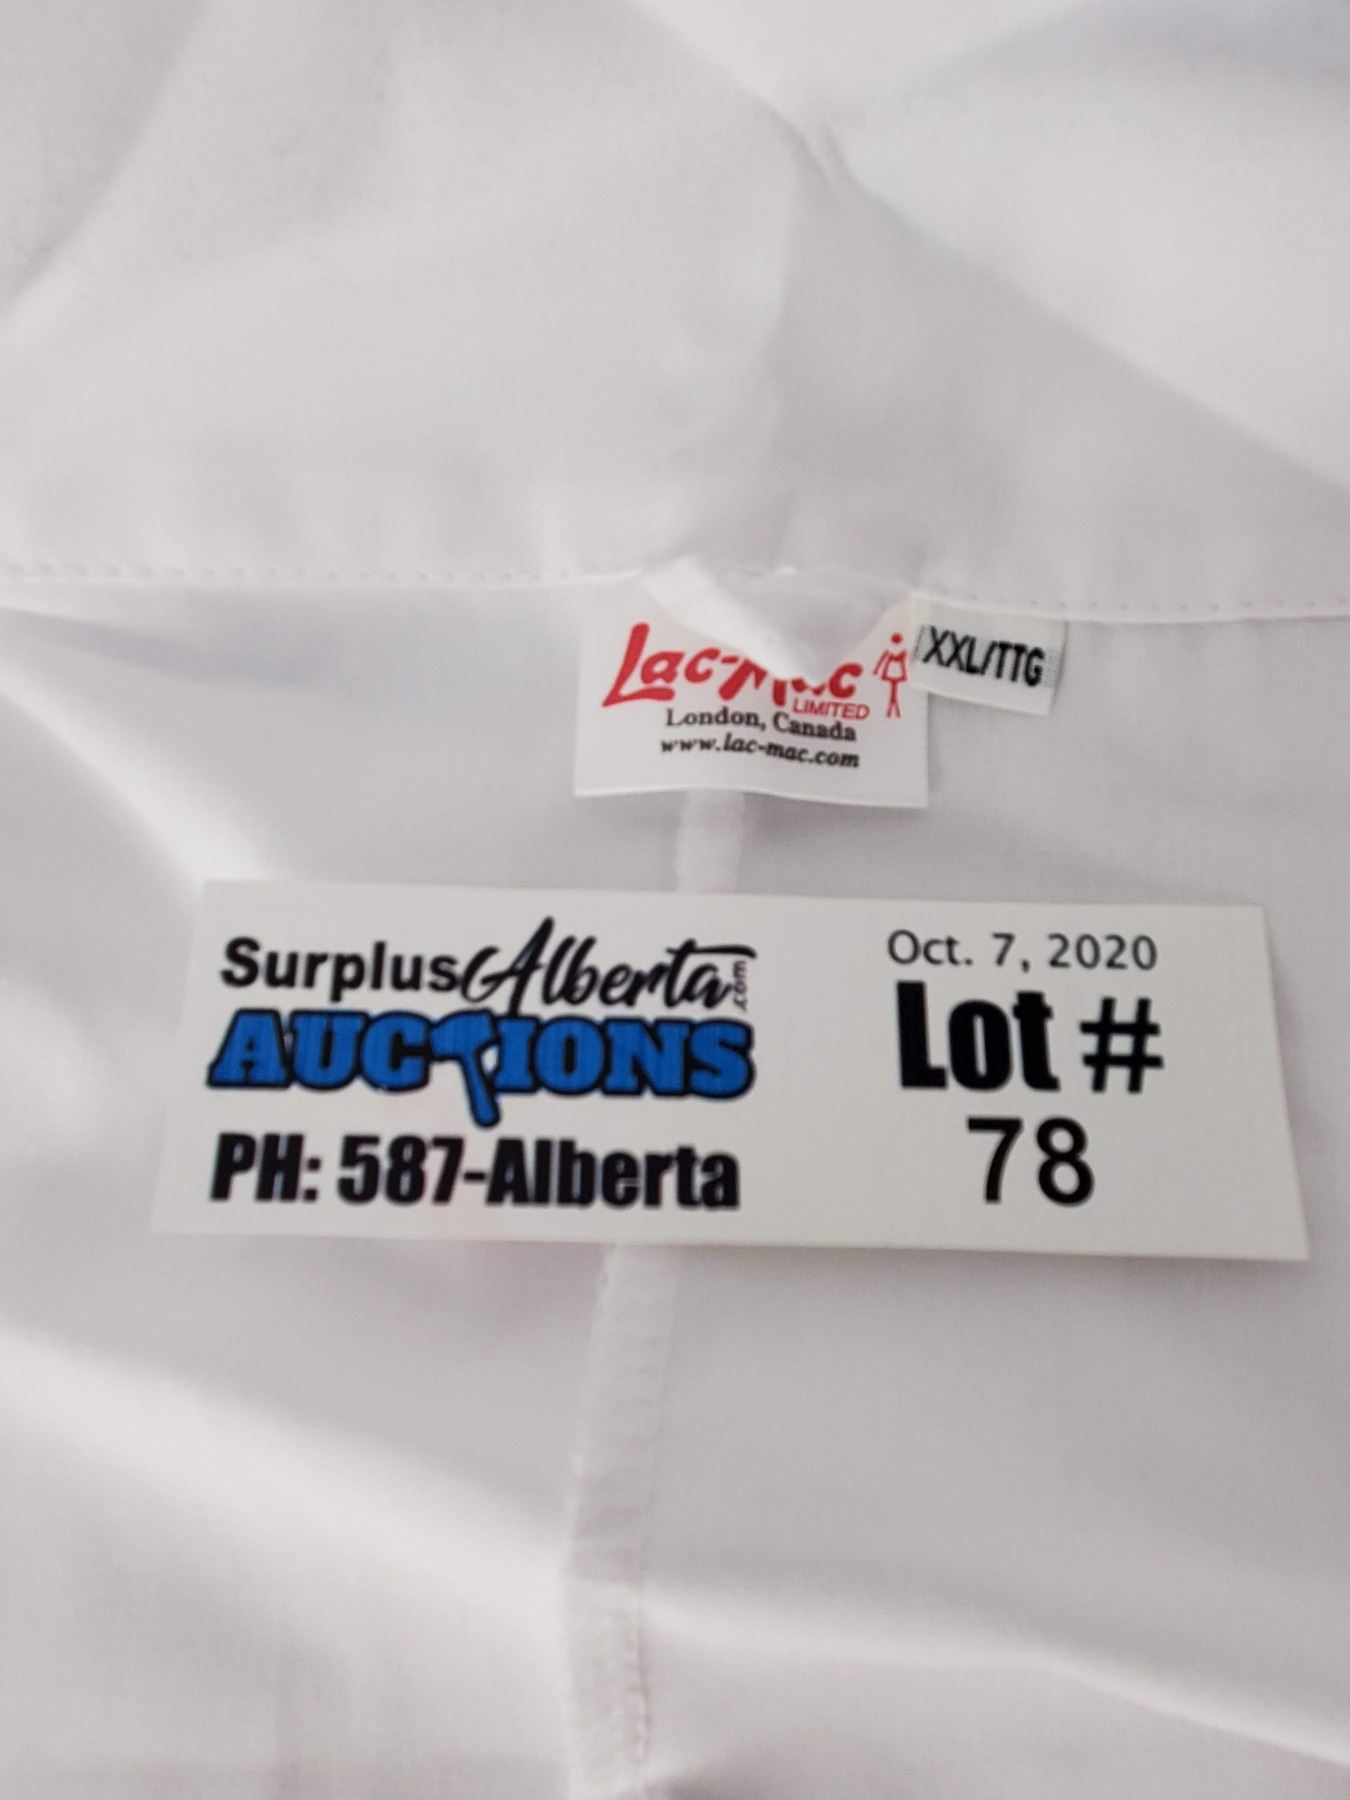 Lac-Mac
LIMITED
London, Canada
www.lac-mac.com
XXL/TTG
SurplusAlberta.com
AUCTIONS
PH: 587-Alberta
Oct. 7, 2020
Lot #
78